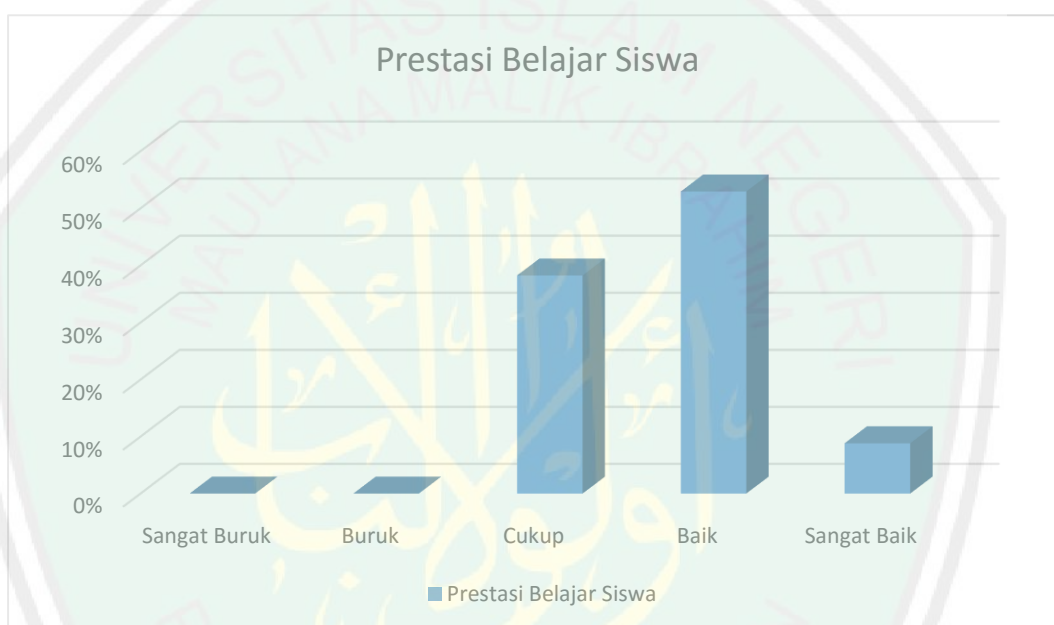 Prestasi Belajar Siswa
60%
50%
40%
30%
20%
10%
0%
Sangat Buruk Buruk Cukup Baik Sangat Baik
Prestasi Belajar Siswa
UNIVERSITAS ISLAM NEGERI
MAULANA MALIK IBRAHIM